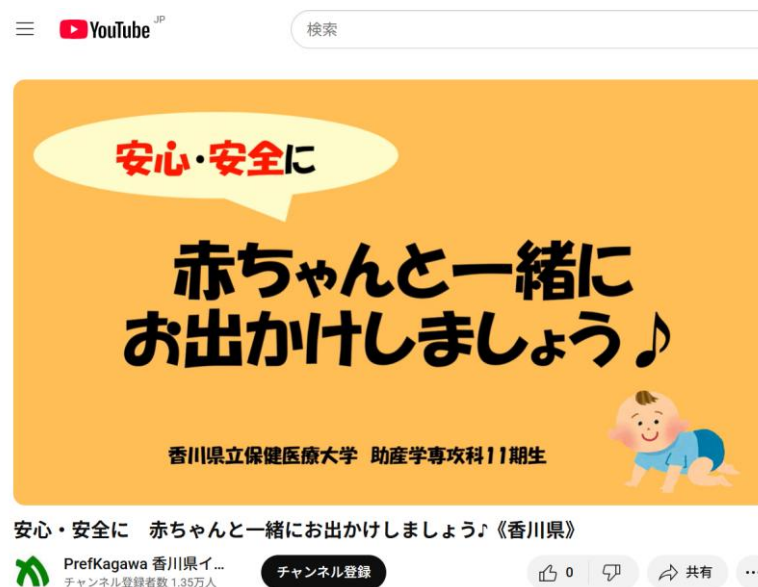 YouTube JP
検索
安心・安全に
赤ちゃんと一緒に
お出かけしましょう♪
香川県立保健医療大学 助産学専攻科11期生
安心・安全に 赤ちゃんと一緒にお出かけしましょう♪《香川県》
PrefKagawa 香川県イ...
チャンネル登録者数 1.35万人
チャンネル登録
0
共有